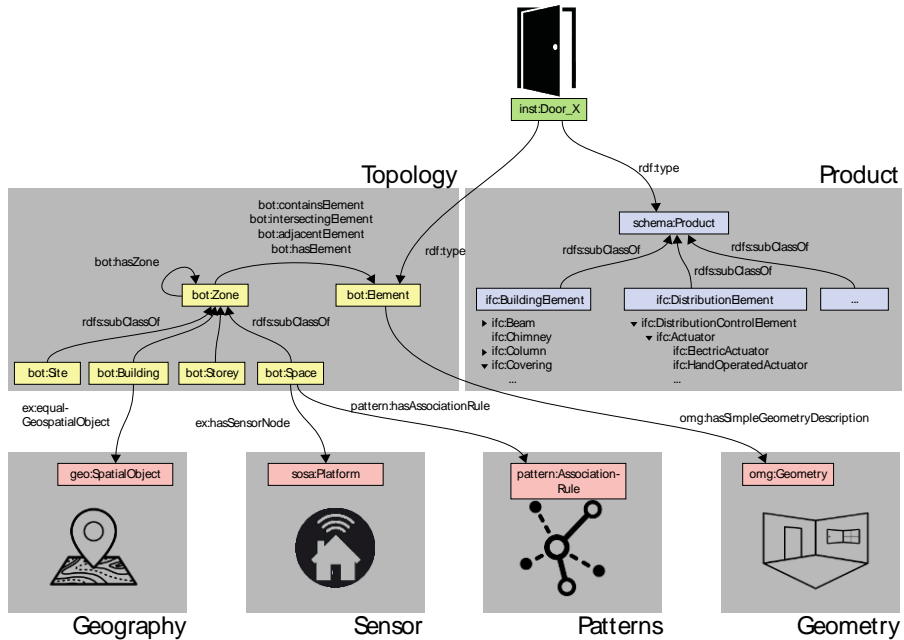 inst:Door_X
rdf:type
Topology
Product
bot:containsElement
bot:intersectingElement
bot:adjacentElement
bot:hasElement
schema:Product
rdf:type
rdfs:subClassOf
rdfs:subClassOf
rdfs:subClassOf
bot:hasZone
bot:Zone
bot:Element
ifc:BuildingElement
ifc:DistributionElement
...
rdfs:subClassOf
rdfs:subClassOf
ifc:Beam
ifc:Chimney
ifc:Column
ifc:Covering
...
ifc:DistributionControlElement
ifc:Actuator
ifc:ElectricActuator
ifc:HandOperatedActuator
...
bot:Site
bot:Building
bot:Storey
bot:Space
ex:equal-
GeospatialObject
ex:hasSensorNode
pattern:hasAssociationRule
omg:hasSimpleGeometryDescription
geo:SpatialObject
sosa:Platform
pattern:Association-
Rule
omg:Geometry
Geography
Sensor
Patterns
Geometry